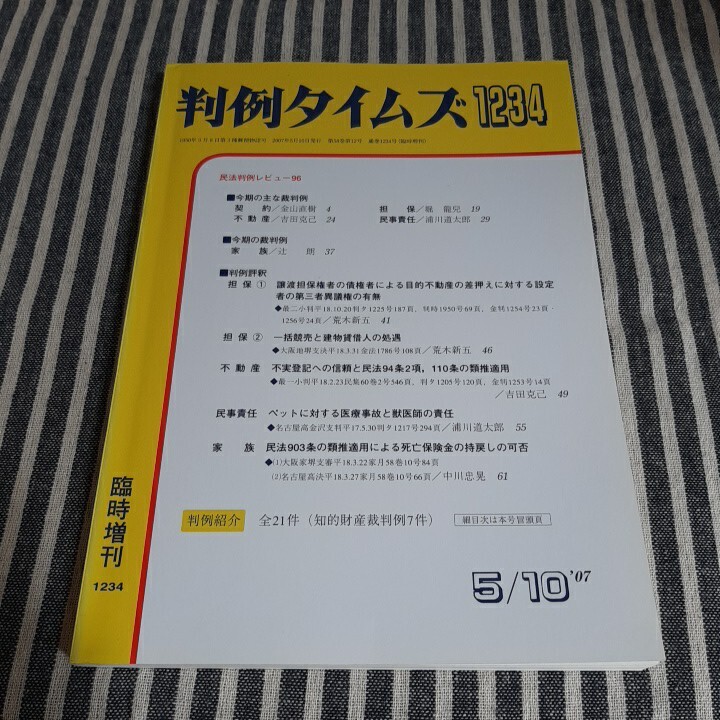 判例タイムズ 1234
民法判例レビュー96
■今期の主な裁判例
契約／金山直樹 4 担保／龍兒 19
不動産／吉田克己 24 民事責任／浦川道太郎 29
■今期の裁判例
家族／辻 朗 37
■判例評釈
担保① 譲渡担保権者の債権者による目的不動産の差押えに対する設定
者の第三者異議権の有無
◆最二小判平18.10.20判タ1225号187頁，判時1950号69頁，金判1254号23頁・
1256号24頁／荒木新五 41
担保② 一括競売と建物賃借人の処遇
◆大阪地堺支決平18.3.31金法1786号108頁／荒木新五 46
不動産 不実登記への信頼と民法94条2項，110条の類推適用
◆最一小判平18.2.23民集60巻2号546頁，判タ1205号120頁，金判1253号14頁
／吉田克己 49
民事責任 ペットに対する医療事故と獣医師の責任
◆名古屋高金沢支判平17.5.30判タ1217号294頁／浦川道太郎 55
家族 民法903条の類推適用による死亡保険金の持戻しの可否
◆(1)大阪家堺支審平18.3.22家月58巻10号84頁
(2)名古屋高決平18.3.27家月58巻10号66頁／中川忠晃 61
判例紹介 全21件（知的財産裁判例7件） 細目次は本号冒頭頁
臨時増刊
1234
5/10 '07